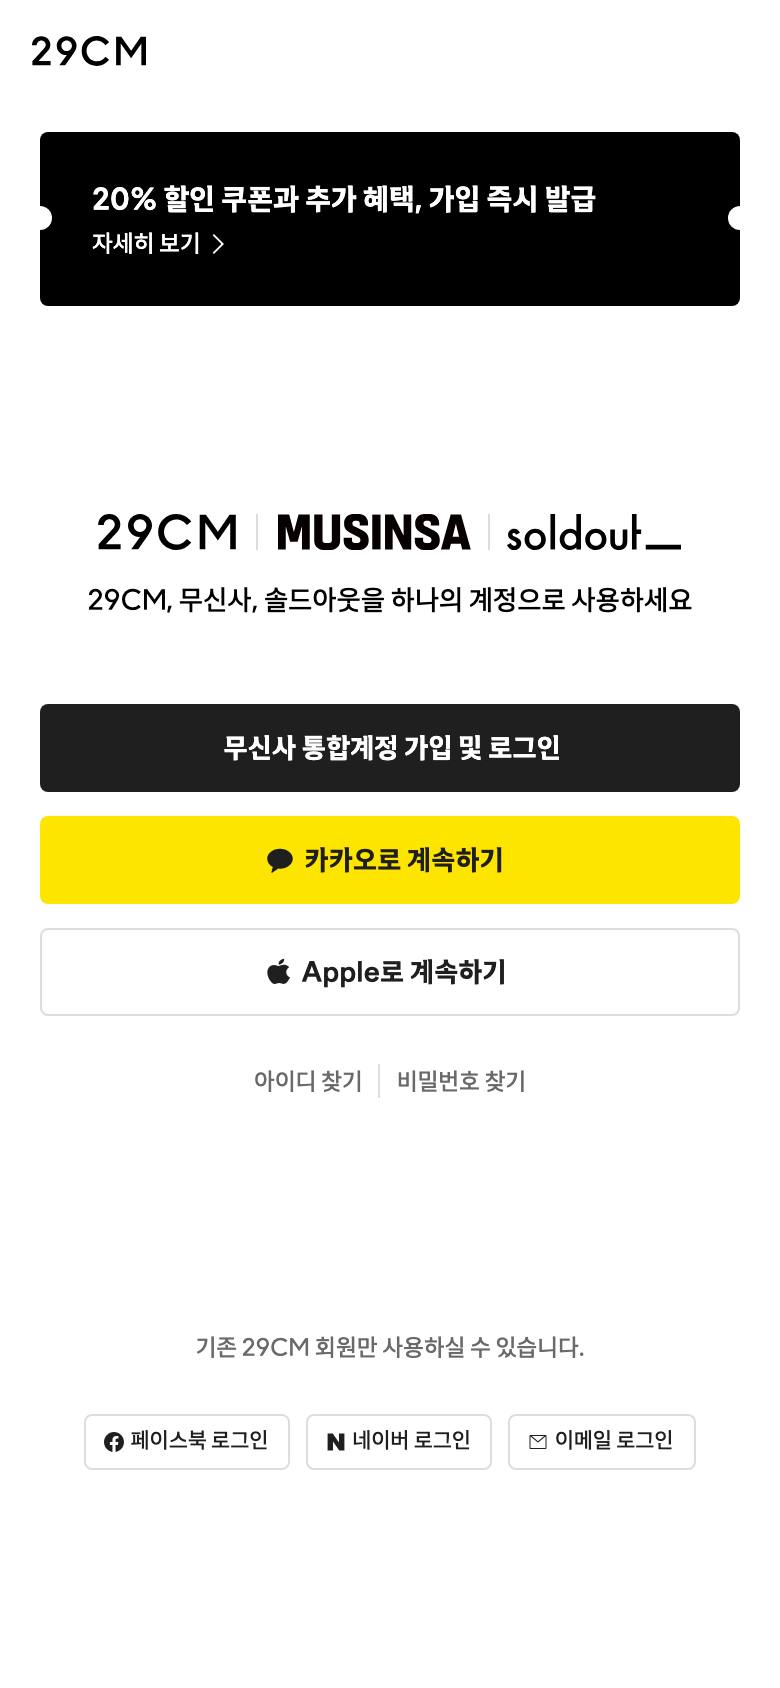 29CM
20% 할인 쿠폰과 추가 혜택, 가입 즉시 발급
자세히 보기
29CM MUSINSA soldout_
29CM, 무신사, 솔드아웃을 하나의 계정으로 사용하세요
무신사 통합계정 가입 및 로그인
카카오로 계속하기
Apple로 계속하기
아이디 찾기 비밀번호 찾기
기존 29CM 회원만 사용하실 수 있습니다.
페이스북 로그인 N 네이버 로그인 이메일 로그인